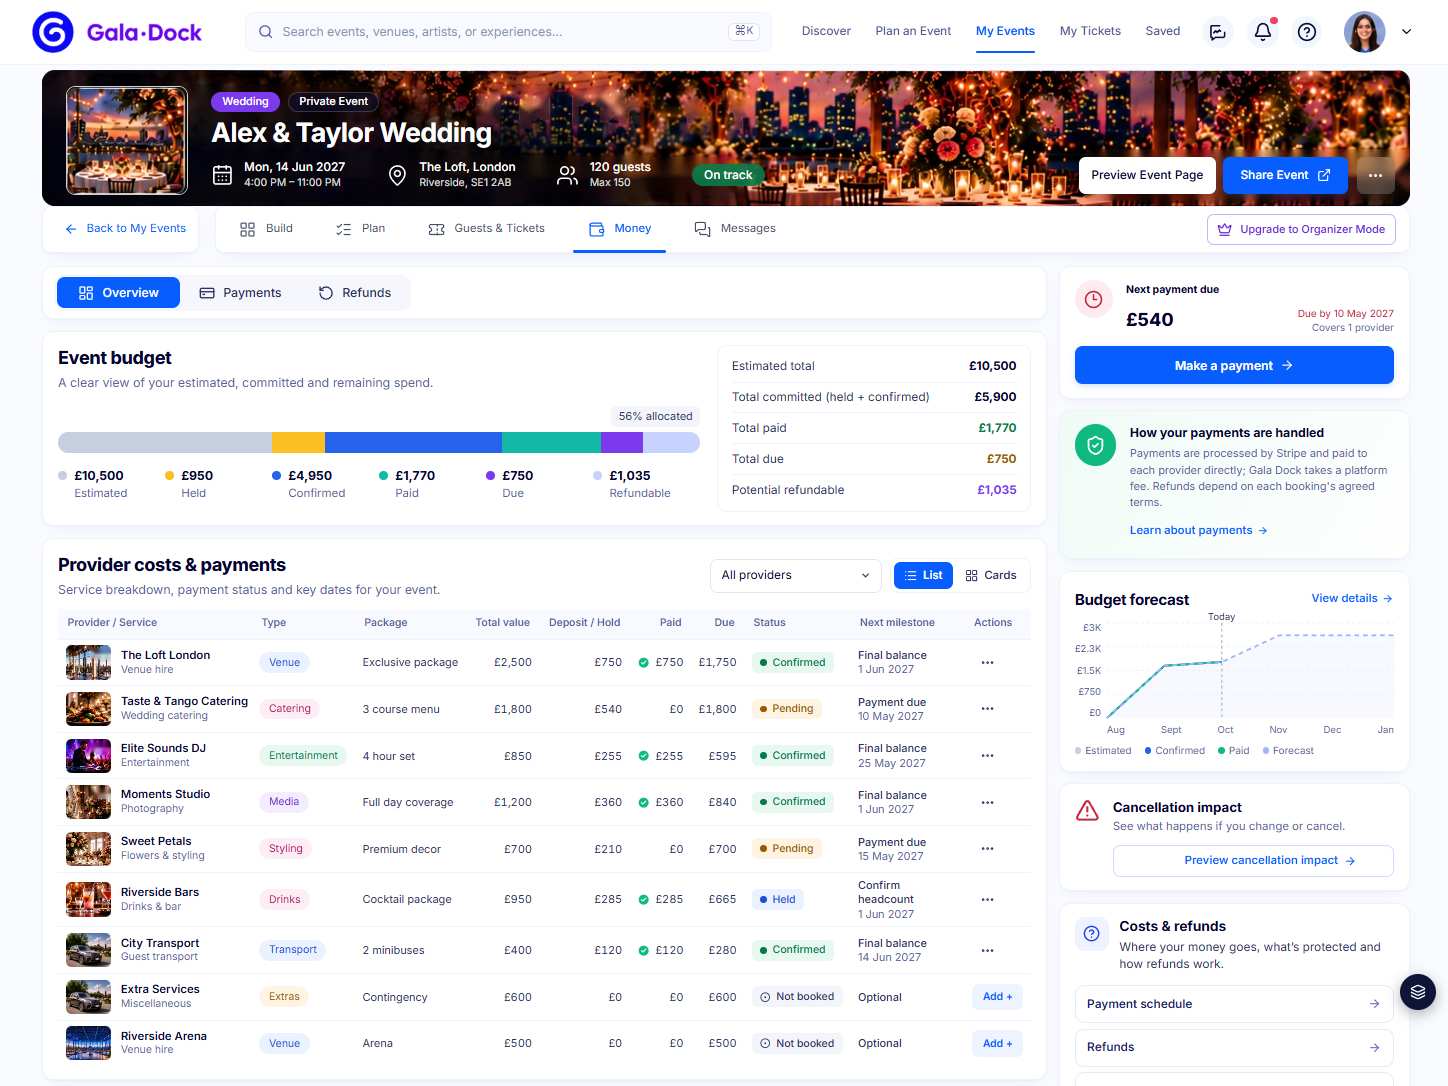 Gala·Dock
Search events, venues, artists, or experiences...
⌘K
Discover
Plan an Event
My Events
My Tickets
Saved
Wedding
Private Event
Alex & Taylor Wedding
Mon, 14 Jun 2027
4:00 PM – 11:00 PM
The Loft, London
Riverside, SE1 2AB
120 guests
Max 150
On track
Preview Event Page
Share Event
Back to My Events
Build
Plan
Guests & Tickets
Money
Messages
Upgrade to Organizer Mode
Overview
Payments
Refunds
Event budget
A clear view of your estimated, committed and remaining spend.
56% allocated
£10,500
Estimated
£950
Held
£4,950
Confirmed
£1,770
Paid
£750
Due
£1,035
Refundable
Estimated total £10,500
Total committed (held + confirmed) £5,900
Total paid £1,770
Total due £750
Potential refundable £1,035
Provider costs & payments
Service breakdown, payment status and key dates for your event.
All providers
List
Cards
Provider / Service Type Package Total value Deposit / Hold Paid Due Status Next milestone Actions
The Loft London
Venue hire
Venue Exclusive package £2,500 £750 £750 £1,750 Confirmed
Final balance
1 Jun 2027
Taste & Tango Catering
Wedding catering
Catering 3 course menu £1,800 £540 £0 £1,800 Pending
Payment due
10 May 2027
Elite Sounds DJ
Entertainment
Entertainment 4 hour set £850 £255 £255 £595 Confirmed
Final balance
25 May 2027
Moments Studio
Photography
Media Full day coverage £1,200 £360 £360 £840 Confirmed
Final balance
1 Jun 2027
Sweet Petals
Flowers & styling
Styling Premium decor £700 £210 £0 £700 Pending
Payment due
15 May 2027
Riverside Bars
Drinks & bar
Drinks Cocktail package £950 £285 £285 £665 Held
Confirm
headcount
1 Jun 2027
City Transport
Guest transport
Transport 2 minibuses £400 £120 £120 £280 Confirmed
Final balance
14 Jun 2027
Extra Services
Miscellaneous
Extras Contingency £600 £0 £0 £600 Not booked Optional Add +
Riverside Arena
Venue hire
Venue Arena £500 £0 £0 £500 Not booked Optional Add +
Next payment due
£540
Due by 10 May 2027
Covers 1 provider
Make a payment
How your payments are handled
Payments are processed by Stripe and paid to
each provider directly; Gala Dock takes a platform
fee. Refunds depend on each booking's agreed
terms.
Learn about payments
Budget forecast
View details
Today
£3K
£2.3K
£1.5K
£750
£0
Aug Sept Oct Nov Dec Jan
Estimated Confirmed Paid Forecast
Cancellation impact
See what happens if you change or cancel.
Preview cancellation impact
Costs & refunds
Where your money goes, what's protected and
how refunds work.
Payment schedule
Refunds